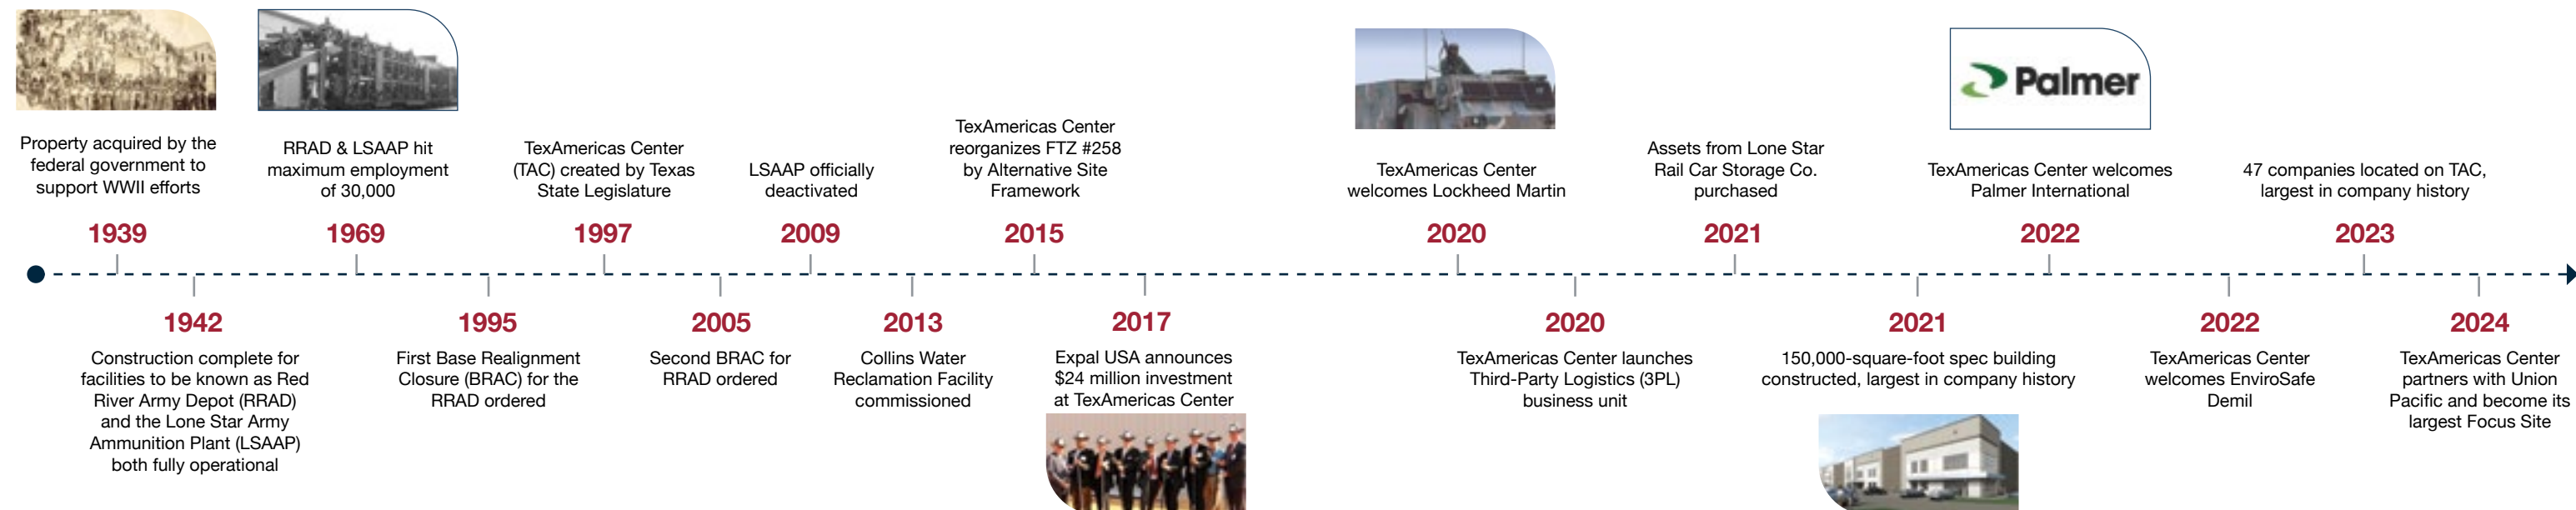 Property acquired by the
federal government to
support WWII efforts
1939
Construction complete for
facilities to be known as Red
River Army Depot (RRAD)
and the Lone Star Army
Ammunition Plant (LSAAP)
both fully operational
1942
RRAD & LSAAP hit
maximum employment
of 30,000
1969
1995
First Base Realignment
Closure (BRAC) for the
RRAD ordered
TexAmericas Center
(TAC) created by Texas
State Legislature
1997
2005
Second BRAC for
RRAD ordered
LSAAP officially
deactivated
2009
2013
Collins Water
Reclamation Facility
commissioned
TexAmericas Center
reorganizes FTZ #258
by Alternative Site
Framework
2015
2017
Expal USA announces
$24 million investment
at TexAmericas Center
TexAmericas Center
welcomes Lockheed Martin
2020
2020
TexAmericas Center launches
Third-Party Logistics (3PL)
business unit
Assets from Lone Star
Rail Car Storage Co.
purchased
2021
2021
150,000-square-foot spec building
constructed, largest in company history
Palmer
TexAmericas Center welcomes
Palmer International
2022
2022
TexAmericas Center
welcomes EnviroSafe
Demil
47 companies located on TAC,
largest in company history
2023
2024
TexAmericas Center
partners with Union
Pacific and become its
largest Focus Site